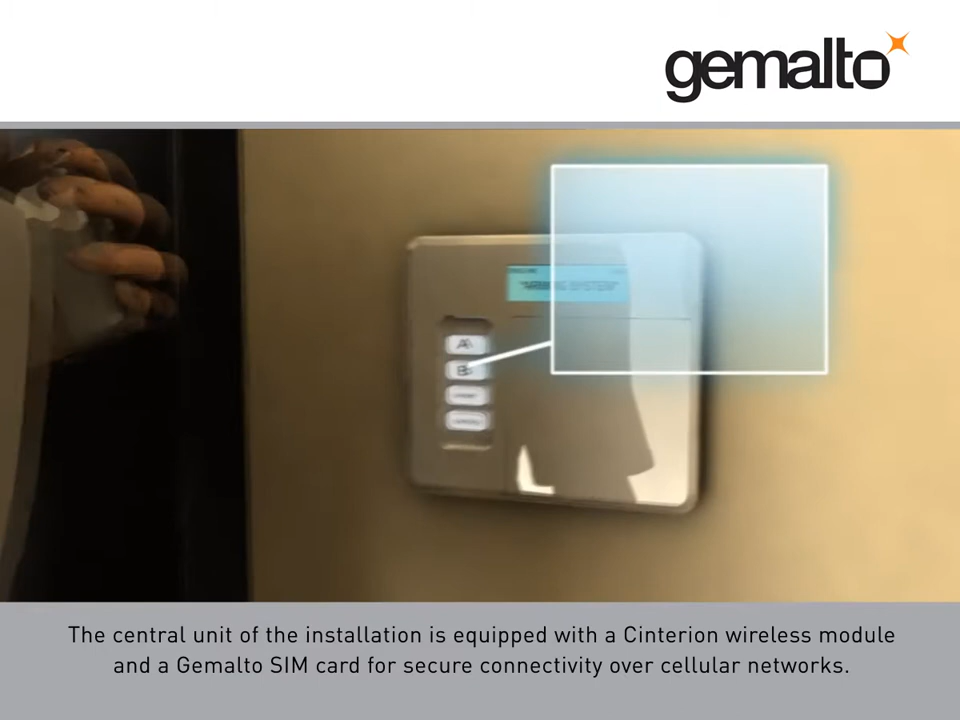 gemalto
The central unit of the installation is equipped with a Cinterion wireless module
and a Gemalto SIM card for secure connectivity over cellular networks.